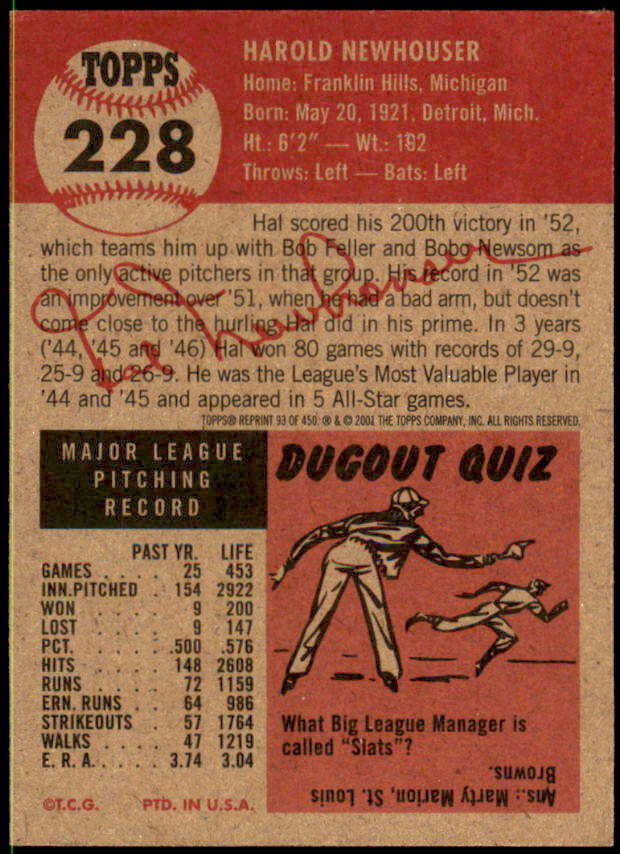 TOPPS
228
HAROLD NEWHOUSER
Home: Franklin Hills, Michigan
Born: May 20, 1921, Detroit, Mich.
Ht.: 6'2" — Wt.: 192
Throws: Left — Bats: Left
Hal scored his 200th victory in '52,
which teams him up with Bob Feller and Bobo Newsom as
the only active pitchers in that group. His record in '52 was
an improvement over '51, when he had a bad arm, but doesn't
come close to the hurling Hal did in his prime. In 3 years
('44, '45 and '46) Hal won 80 games with records of 29-9,
25-9 and 26-9. He was the League's Most Valuable Player in
'44 and '45 and appeared in 5 All-Star games.
Hal Newhouser
TOPPS® REPRINT 93 OF 450. ® & © 2001 THE TOPPS COMPANY, INC. ALL RIGHTS RESERVED.
MAJOR LEAGUE
PITCHING
RECORD
PAST YR. LIFE
GAMES . . . . 25 453
INN.PITCHED . 154 2922
WON . . . . 9 200
LOST . . . . 9 147
PCT. . . . . .500 .576
HITS . . . . 148 2608
RUNS . . . . 72 1159
ERN. RUNS . . 64 986
STRIKEOUTS . 57 1764
WALKS . . . . 47 1219
E. R. A. . . . 3.74 3.04
©T.C.G. PTD. IN U.S.A.
DUGOUT QUIZ
What Big League Manager is
called "Slats"?
Ans.: Marty Marion, St. Louis
Browns.